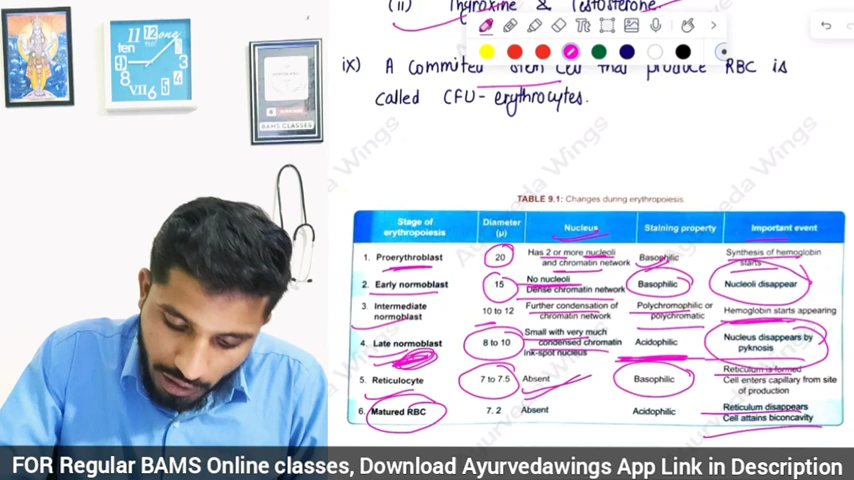 (ii) Thyroxine & Testosterone
ix) A Commited stem cell that produce RBC is
called CFU- erythrocytes.
BAMS CLASSES
TABLE 9.1: Changes during erythropoiesis
Stage of erythropoiesis Diameter (μ) Nucleus Staining property Important event
1. Proerythroblast 20 Has 2 or more nucleoli and chromatin network Basophilic Synthesis of hemoglobin starts
2. Early normoblast 15 No nucleoli Dense chromatin network Basophilic Nucleoli disappear
3. Intermediate normoblast 10 to 12 Further condensation of chromatin network Polychromophilic or polychromatic Hemoglobin starts appearing
4. Late normoblast 8 to 10 Small with very much condensed chromatin Ink-spot nucleus Acidophilic Nucleus disappears by pyknosis
5. Reticulocyte 7 to 7.5 Absent Basophilic Reticulum is formed Cell enters capillary from site of production
6. Matured RBC 7. 2 Absent Acidophilic Reticulum disappears Cell attains biconcavity
Ayurveda Wings
FOR Regular BAMS Online classes, Download Ayurvedawings App Link in Description